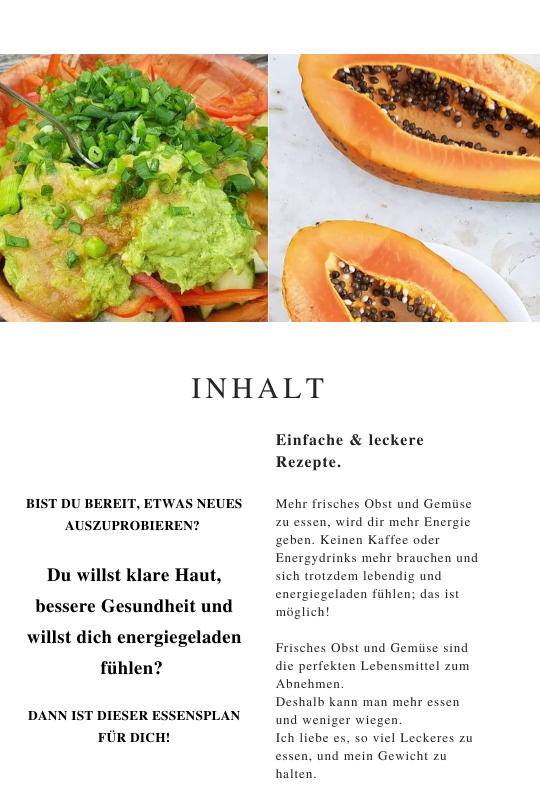 INHALT
BIST DU BEREIT, ETWAS NEUES
AUSZUPROBIEREN?
Du willst klare Haut,
bessere Gesundheit und
willst dich energiegeladen
fühlen?
DANN IST DIESER ESSENSPLAN
FÜR DICH!
Einfache & leckere
Rezepte.
Mehr frisches Obst und Gemüse
zu essen, wird dir mehr Energie
geben. Keinen Kaffee oder
Energydrinks mehr brauchen und
sich trotzdem lebendig und
energiegeladen fühlen; das ist
möglich!
Frisches Obst und Gemüse sind
die perfekten Lebensmittel zum
Abnehmen.
Deshalb kann man mehr essen
und weniger wiegen.
Ich liebe es, so viel Leckeres zu
essen, und mein Gewicht zu
halten.